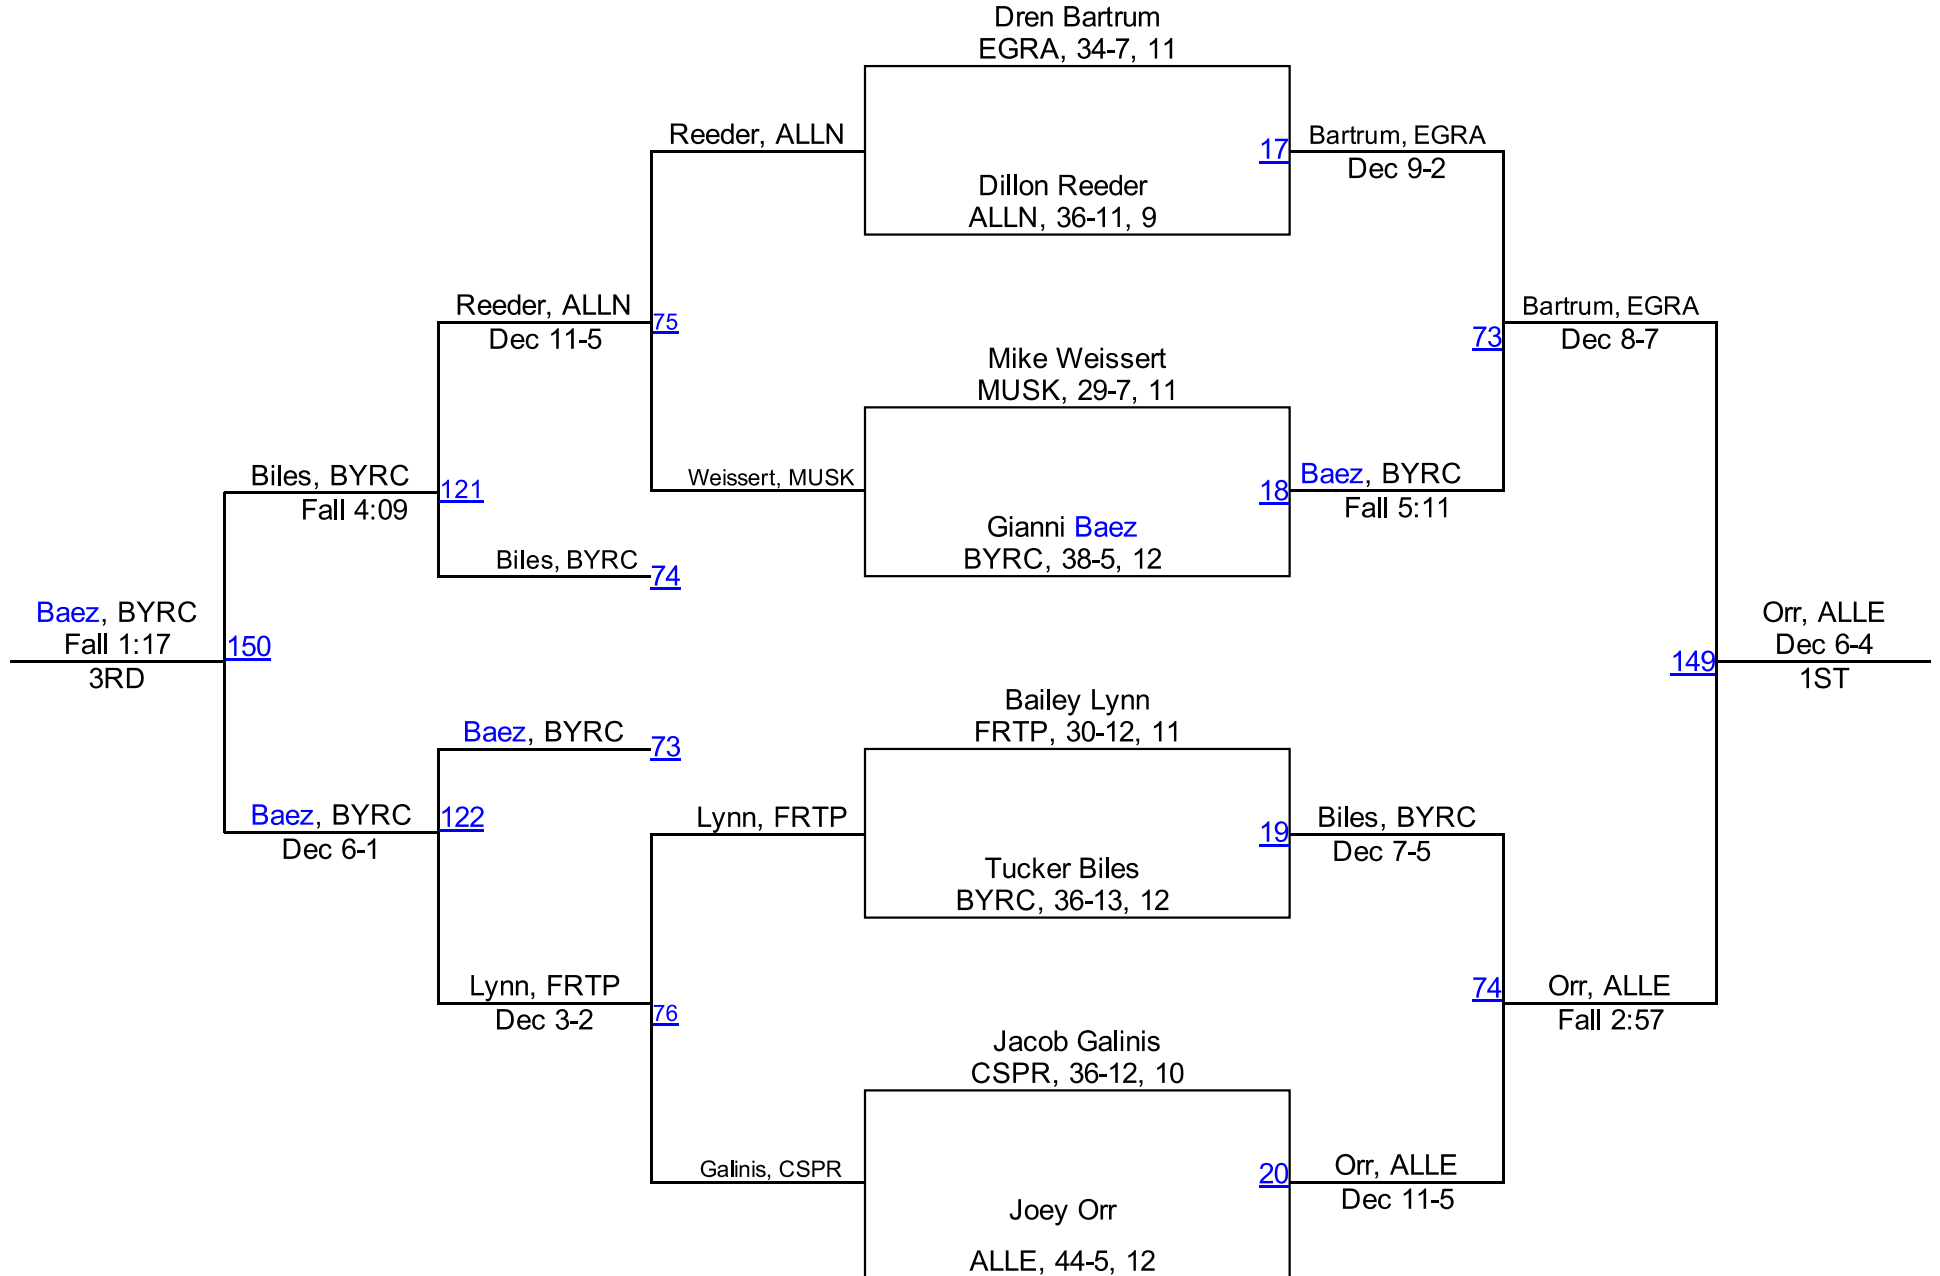 Dren Bartrum
EGRA, 34-7, 11
Reeder, ALLN
17
Bartrum, EGRA
Dec 9-2
Dillon Reeder
ALLN, 36-11, 9
Reeder, ALLN
Dec 11-5
75
Bartrum, EGRA
Dec 8-7
73
Mike Weissert
MUSK, 29-7, 11
Biles, BYRC
Fall 4:09
121
Weissert, MUSK
18
Baez, BYRC
Fall 5:11
Gianni Baez
BYRC, 38-5, 12
Biles, BYRC
74
Baez, BYRC
Fall 1:17
3RD
150
Orr, ALLE
Dec 6-4
1ST
149
Bailey Lynn
FRTP, 30-12, 11
Baez, BYRC
73
Baez, BYRC
Dec 6-1
122
Lynn, FRTP
19
Biles, BYRC
Dec 7-5
Tucker Biles
BYRC, 36-13, 12
Lynn, FRTP
Dec 3-2
76
74
Orr, ALLE
Fall 2:57
Jacob Galinis
CSPR, 36-12, 10
Galinis, CSPR
20
Orr, ALLE
Dec 11-5
Joey Orr
ALLE, 44-5, 12